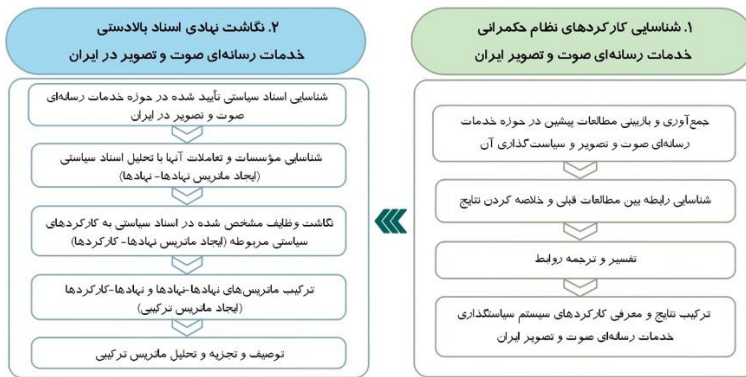 ۱. شناسایی کارکردهای نظام حکمرانی
خدمات رسانه‌ای صوت و تصویر ایران
جمع‌آوری و بازبینی مطالعات پیشین در حوزه خدمات
رسانه‌ای صوت و تصویر و سیاست‌گذاری آن
شناسایی رابطه بین مطالعات قبلی و خلاصه کردن نتایج
تفسیر و ترجمه روابط
ترکیب نتایج و معرفی کارکردهای سیستم سیاستگذاری
خدمات رسانه‌ای صوت و تصویر ایران
۲. نگاشت نهادی اسناد بالادستی
خدمات رسانه‌ای صوت و تصویر در ایران
شناسایی اسناد سیاستی تأیید شده در حوزه خدمات رسانه‌ای
صوت و تصویر در ایران
شناسایی مؤسسات و تعاملات آنها با تحلیل اسناد سیاستی
(ایجاد ماتریس نهادها- نهادها)
نگاشت وظایف مشخص شده در اسناد سیاستی به کارکردهای
سیاستی مربوطه (ایجاد ماتریس نهادها- کارکردها)
ترکیب ماتریس‌های نهادها-نهادها و نهادها-کارکردها
(ایجاد ماتریس ترکیبی)
توصیف و تجزیه و تحلیل ماتریس ترکیبی